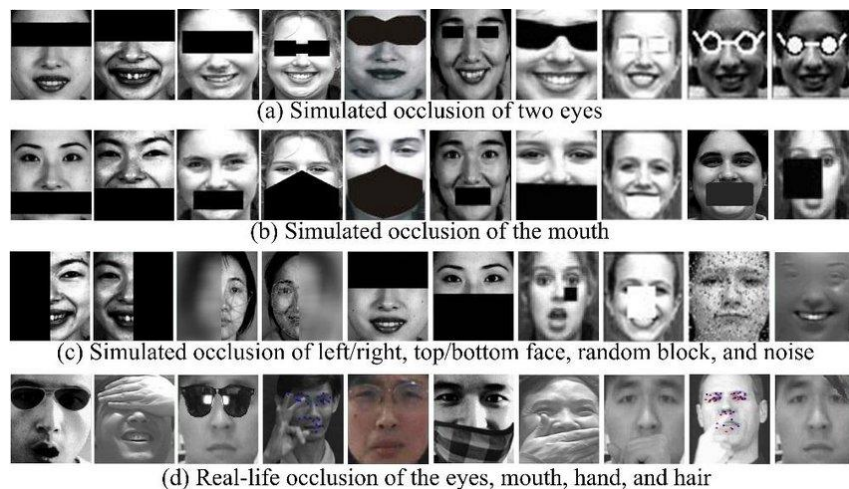 (a) Simulated occlusion of two eyes
(b) Simulated occlusion of the mouth
(c) Simulated occlusion of left/right, top/bottom face, random block, and noise
(d) Real-life occlusion of the eyes, mouth, hand, and hair